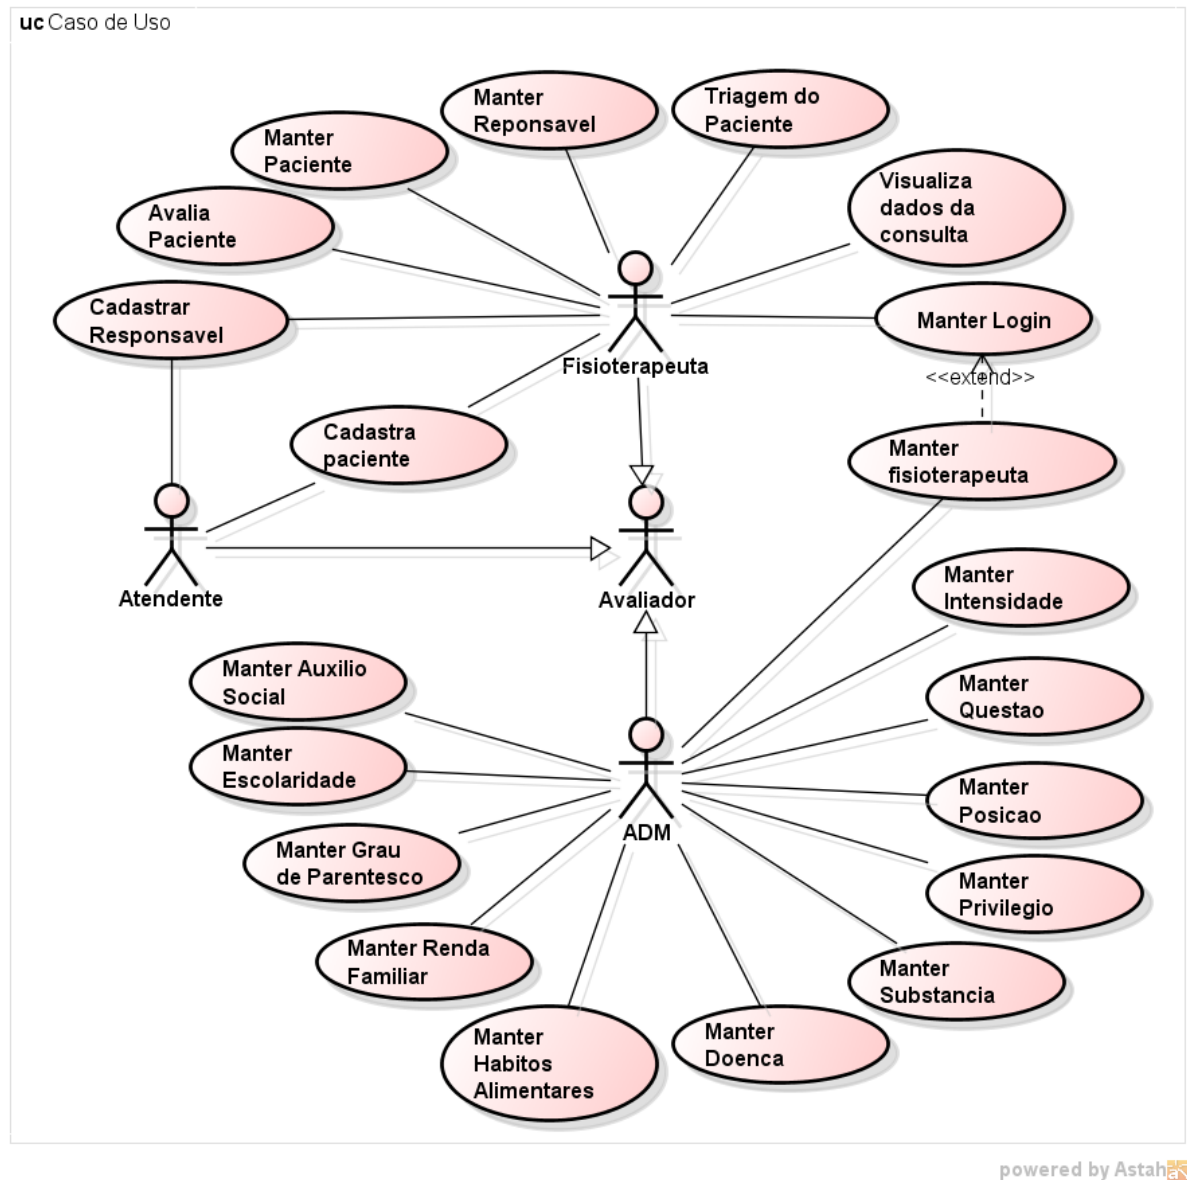 uc Caso de Uso
Manter
Reponsavel
Triagem do
Paciente
Manter
Paciente
Visualiza
dados da
consulta
Avalia
Paciente
Cadastrar
Responsavel
Manter Login
Fisioterapeuta
<<extend>>
Cadastra
paciente
Manter
fisioterapeuta
Atendente
Avaliador
Manter
Intensidade
Manter Auxilio
Social
Manter
Questao
Manter
Escolaridade
Manter
Posicao
ADM
Manter Grau
de Parentesco
Manter
Privilegio
Manter Renda
Familiar
Manter
Substancia
Manter
Habitos
Alimentares
Manter
Doenca
powered by Astah